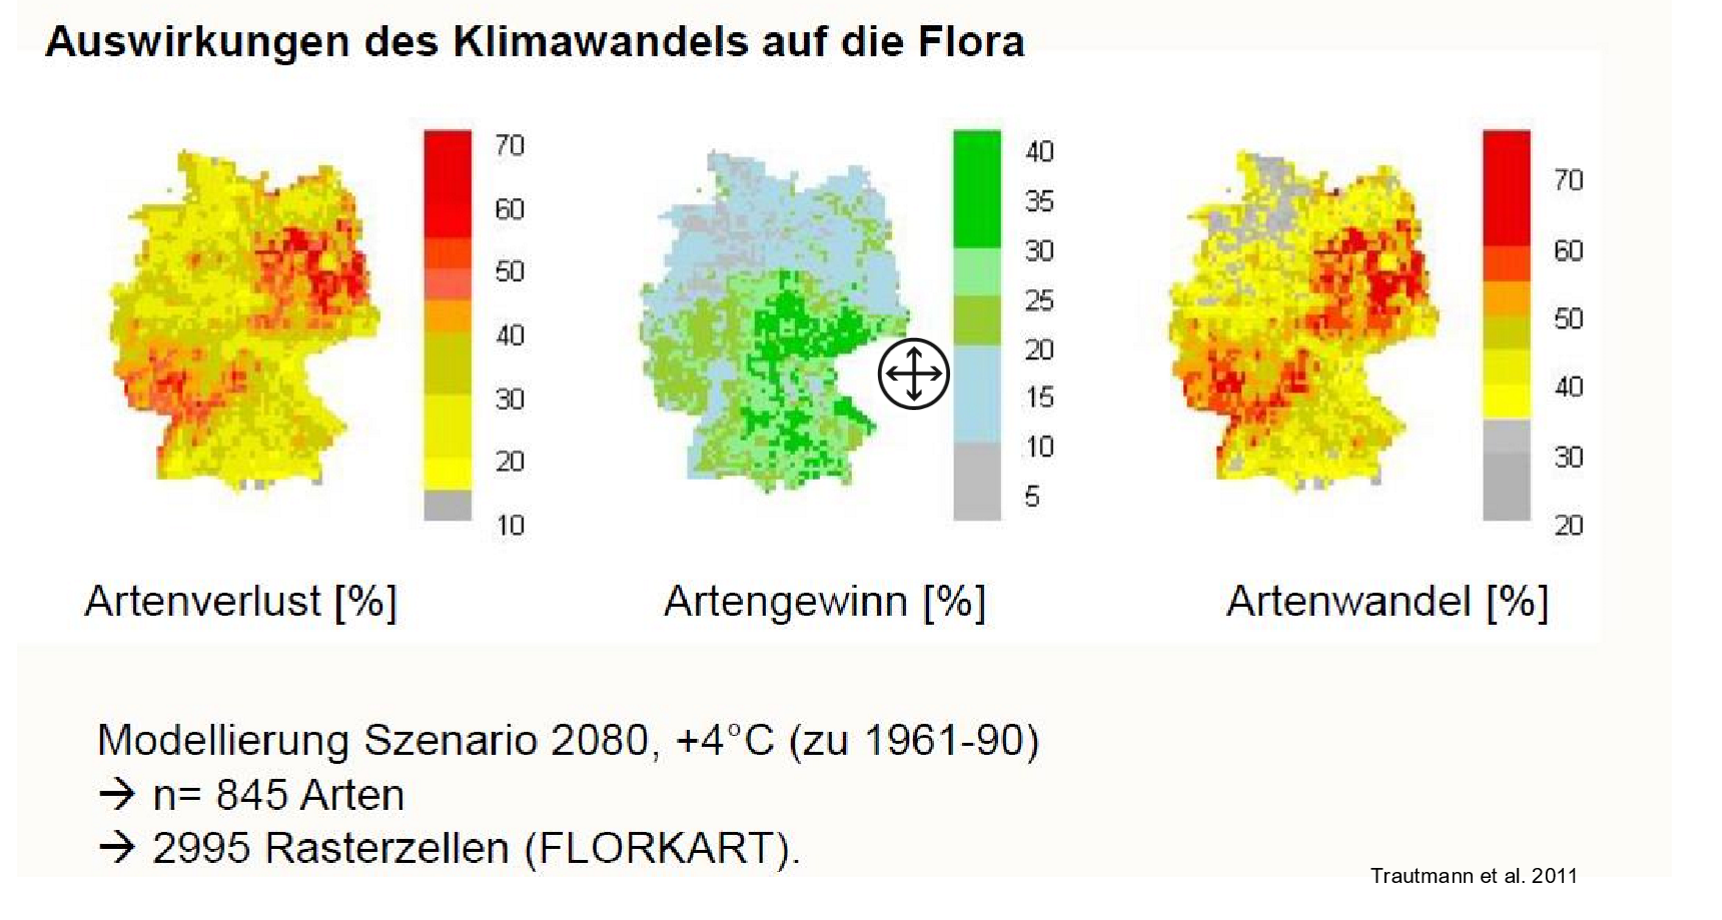 Auswirkungen des Klimawandels auf die Flora
70
60
50
40
30
20
10
Artenverlust [%]
40
35
30
25
20
15
10
5
Artengewinn [%]
70
60
50
40
30
20
Artenwandel [%]
Modellierung Szenario 2080, +4°C (zu 1961-90)
→ n= 845 Arten
→ 2995 Rasterzellen (FLORKART).
Trautmann et al. 2011